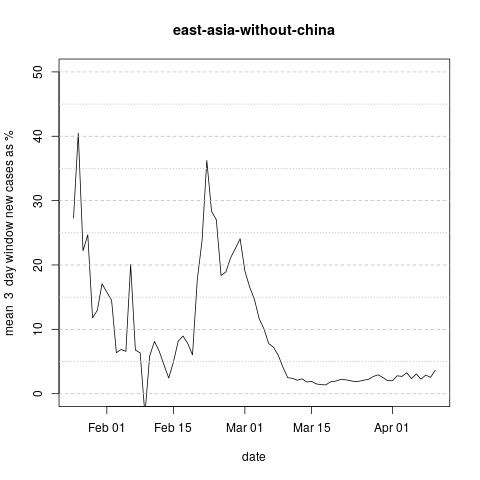 east-asia-without-china
mean  3  day window new cases as %
50
40
30
20
10
0
Feb 01 Feb 15 Mar 01 Mar 15 Apr 01
date